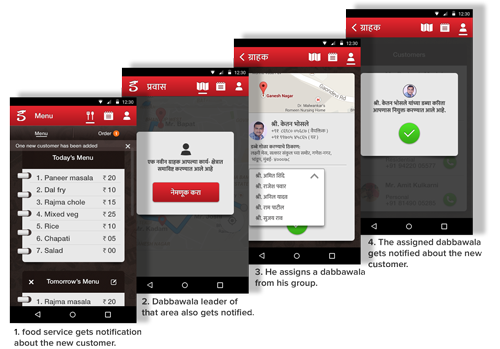 12:30
Menu
Menu
Order 1
One new customer has been added
Today's Menu
1. Paneer masala ₹ 20
2. Dal fry ₹ 10
3. Rajma chole ₹ 15
4. Mixed veg ₹ 25
5. Rice ₹ 10
6. Chapati ₹ 05
7. Salad ₹ 00
Tomorrow's Menu
1. Rajma masala ₹ 20
1. food service gets notification
about the new customer.
12:30
प्रवास
एक नवीन ग्राहक आपल्या कार्य-क्षेत्रात
समाविष्ट करण्यात आले आहे
नेमणूक करा
2. Dabbawala leader of
that area also gets notified.
12:30
ग्राहक
Ganesh Nagar
Dr. Malwankar's
Nursing Home
श्री. केतन भोसले
श्री. अमित शिंदे
श्री. राजेश पवार
श्री. अनिल यादव
श्री. राम पाटील
श्री. सुजय राव
3. He assigns a dabbawala
from his group.
12:30
ग्राहक
Customers
श्री. केतन भोसले यांच्या डब्बा करिता
आपणास नियुक्त करण्यात आले आहे.
4. The assigned dabbawala
gets notified about the new
customer.